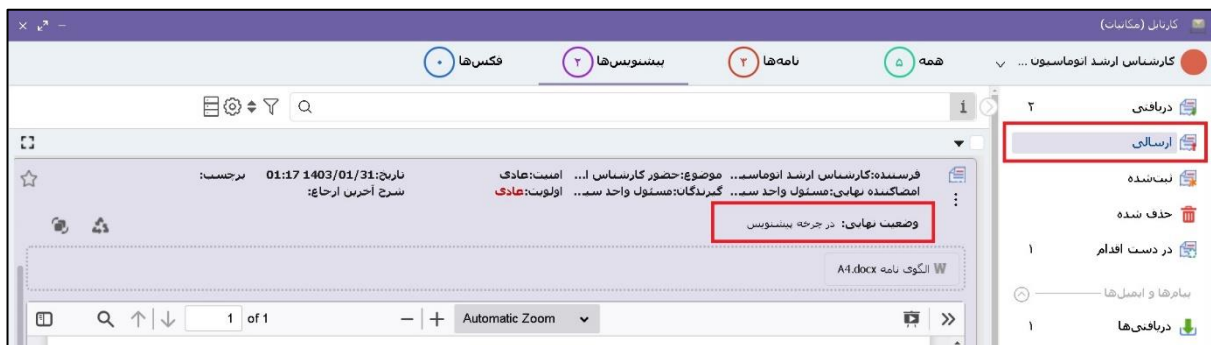 کارتابل (مکاتبات)
کارشناس ارشد اتوماسیون ...
همه ۵
نامه‌ها ۳
پیشنویس‌ها ۲
فکس‌ها ۰
دریافتی ۲
ارسالی
ثبت‌شده
حذف شده
در دست اقدام ۱
پیام‌ها و ایمیل‌ها
دریافتی‌ها ۱
فرستنده:کارشناس ارشد اتوماسیـ... موضوع:حضور کارشناس ا... امنیت:عادی تاریخ:1403/01/31 01:17 برچسب:
امضاکننده نهایی:مسئول واحد سیـ... گیرندگان:مسئول واحد سیـ... اولویت:عادی شرح آخرین ارجاع:
وضعیت نهایی: در چرخه پیشنویس
الگوی نامه A4.docx
1 of 1 Automatic Zoom